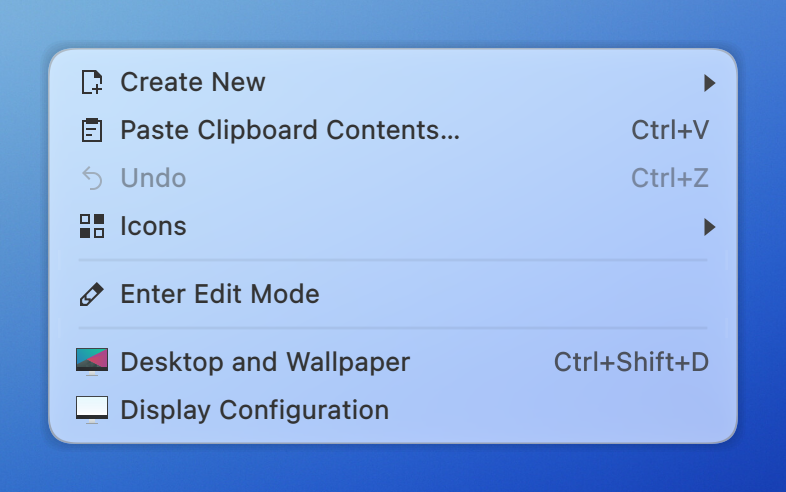 Create New
Paste Clipboard Contents... Ctrl+V
Undo Ctrl+Z
Icons
Enter Edit Mode
Desktop and Wallpaper Ctrl+Shift+D
Display Configuration